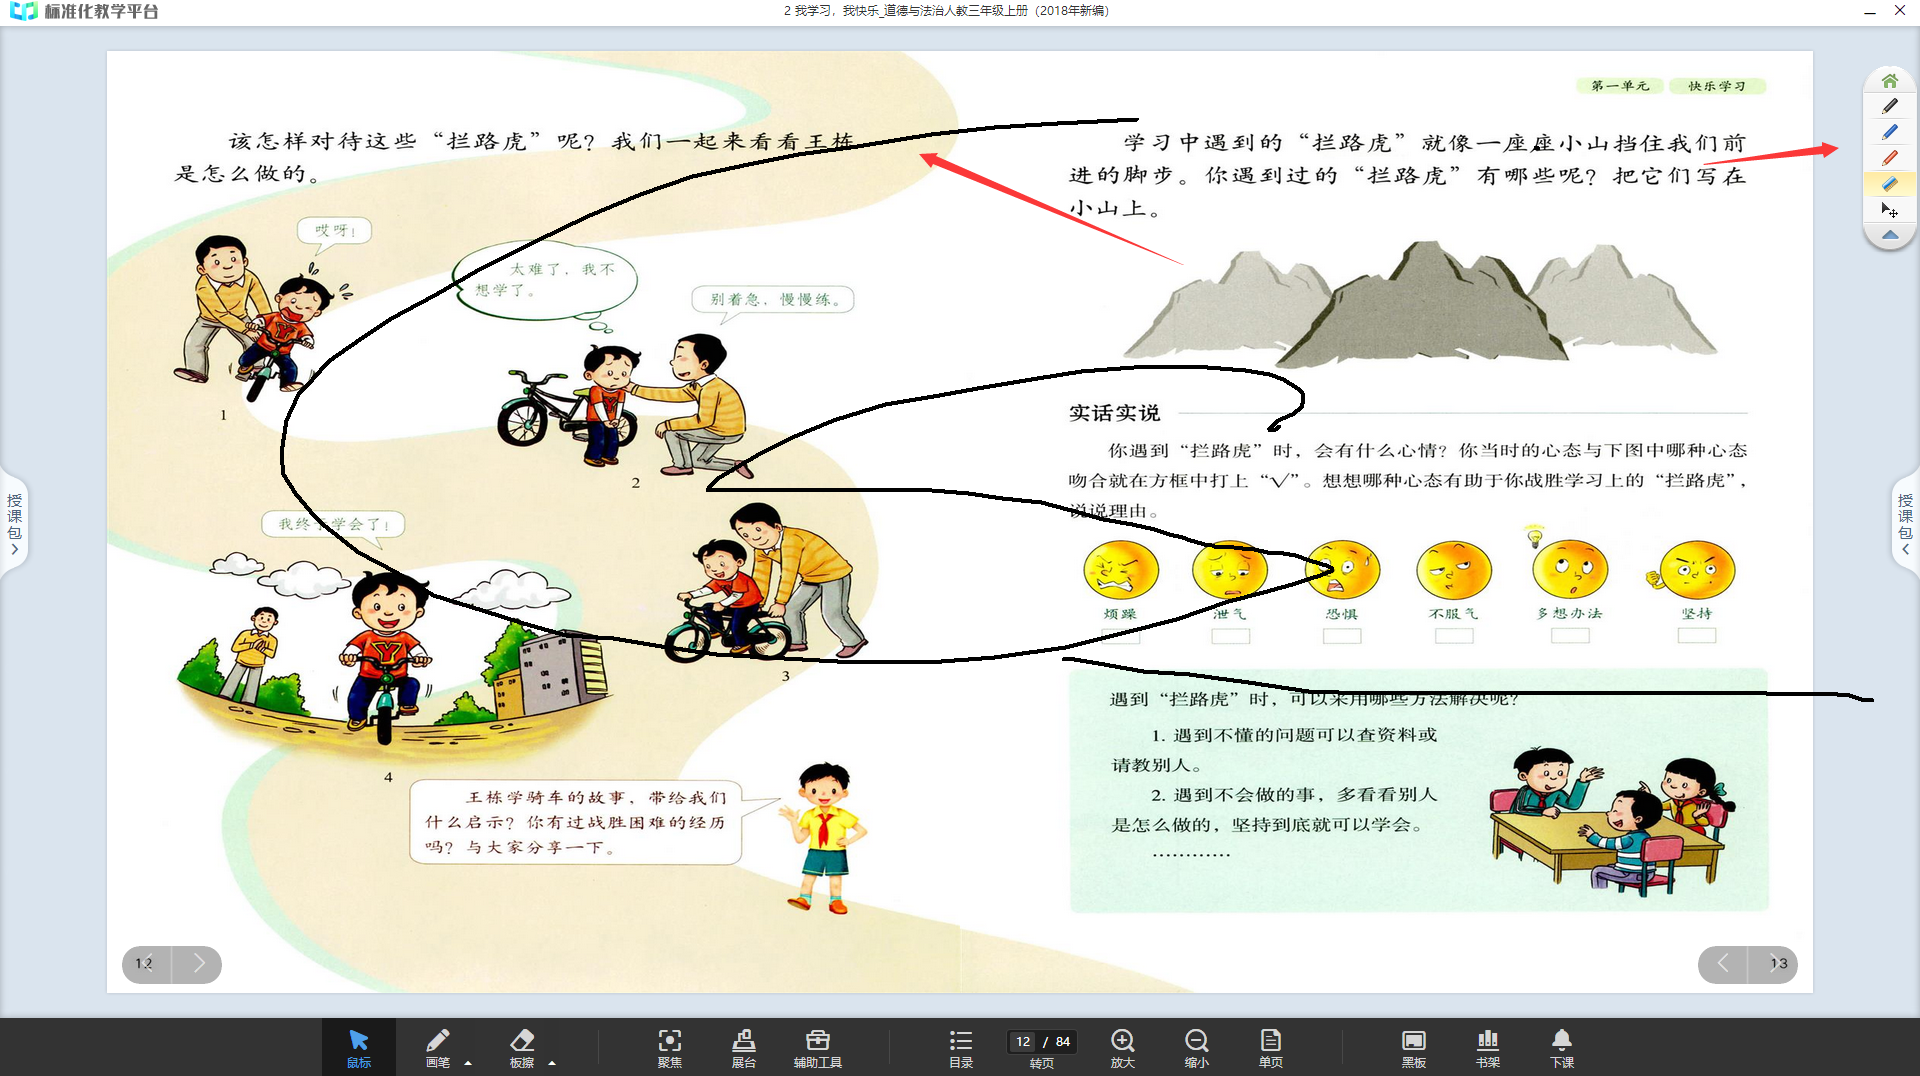 标准化教学平台
2 我学习，我快乐_道德与法治人教三年级上册（2018年新编）
第一单元 快乐学习
该怎样对待这些“拦路虎”呢？我们一起来看看王栋
是怎么做的。
哎呀！
太难了，我不
想学了。
别着急，慢慢练。
1
2
我终于学会了！
3
4
王栋学骑车的故事，带给我们
什么启示？你有过战胜困难的经历
吗？与大家分享一下。
学习中遇到的“拦路虎”就像一座座小山挡住我们前
进的脚步。你遇到过的“拦路虎”有哪些呢？把它们写在
小山上。
实话实说
你遇到“拦路虎”时，会有什么心情？你当时的心态与下图中哪种心态
吻合就在方框中打上“√”。想想哪种心态有助于你战胜学习上的“拦路虎”，
说说理由。
烦躁 泄气 恐惧 不服气 多想办法 坚持
遇到“拦路虎”时，可以采用哪些方法解决呢？
1. 遇到不懂的问题可以查资料或
请教别人。
2. 遇到不会做的事，多看看别人
是怎么做的，坚持到底就可以学会。
…………
授课包
授课包
12
13
鼠标 画笔 板擦 聚焦 展台 辅助工具 目录 12 / 84 转页 放大 缩小 单页 黑板 书架 下课